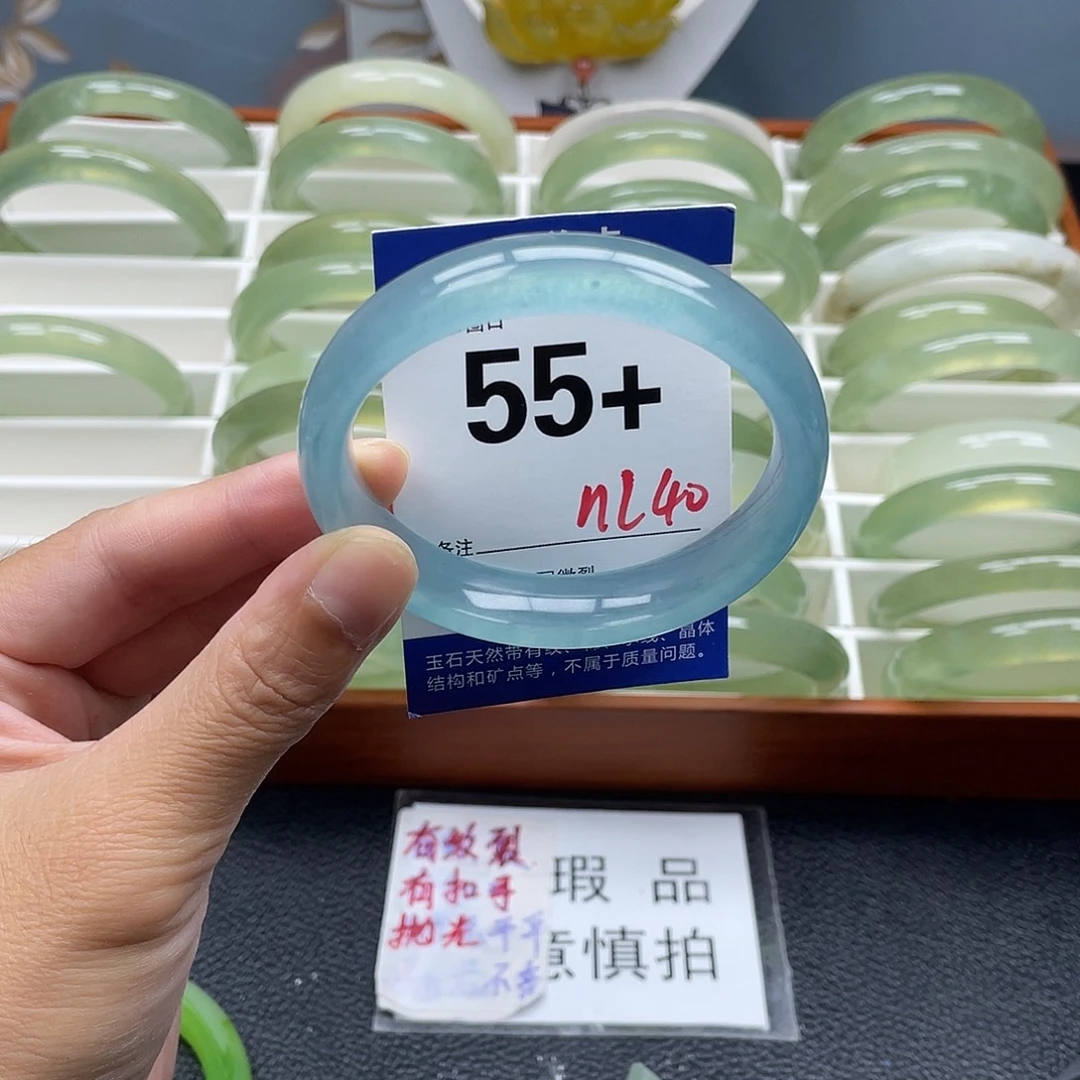 55+
nL40
备注
玉石天然带有纹、
晶体
结构和矿点等，不属于质量问题。
有纹裂
有扣手
抛光平平
瑕 品
慎拍